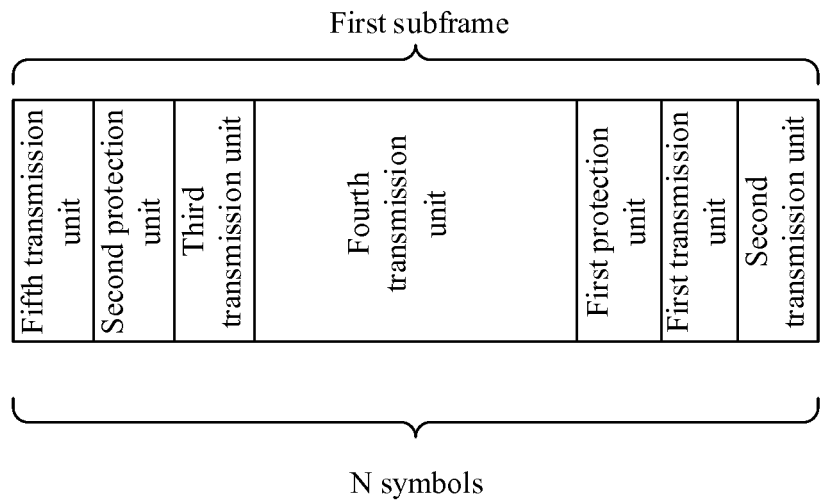 First subframe
Fifth transmission
unit
Second protection
unit
Third
transmission unit
Fourth
transmission
unit
First protection
unit
First transmission
unit
Second
transmission unit
N symbols